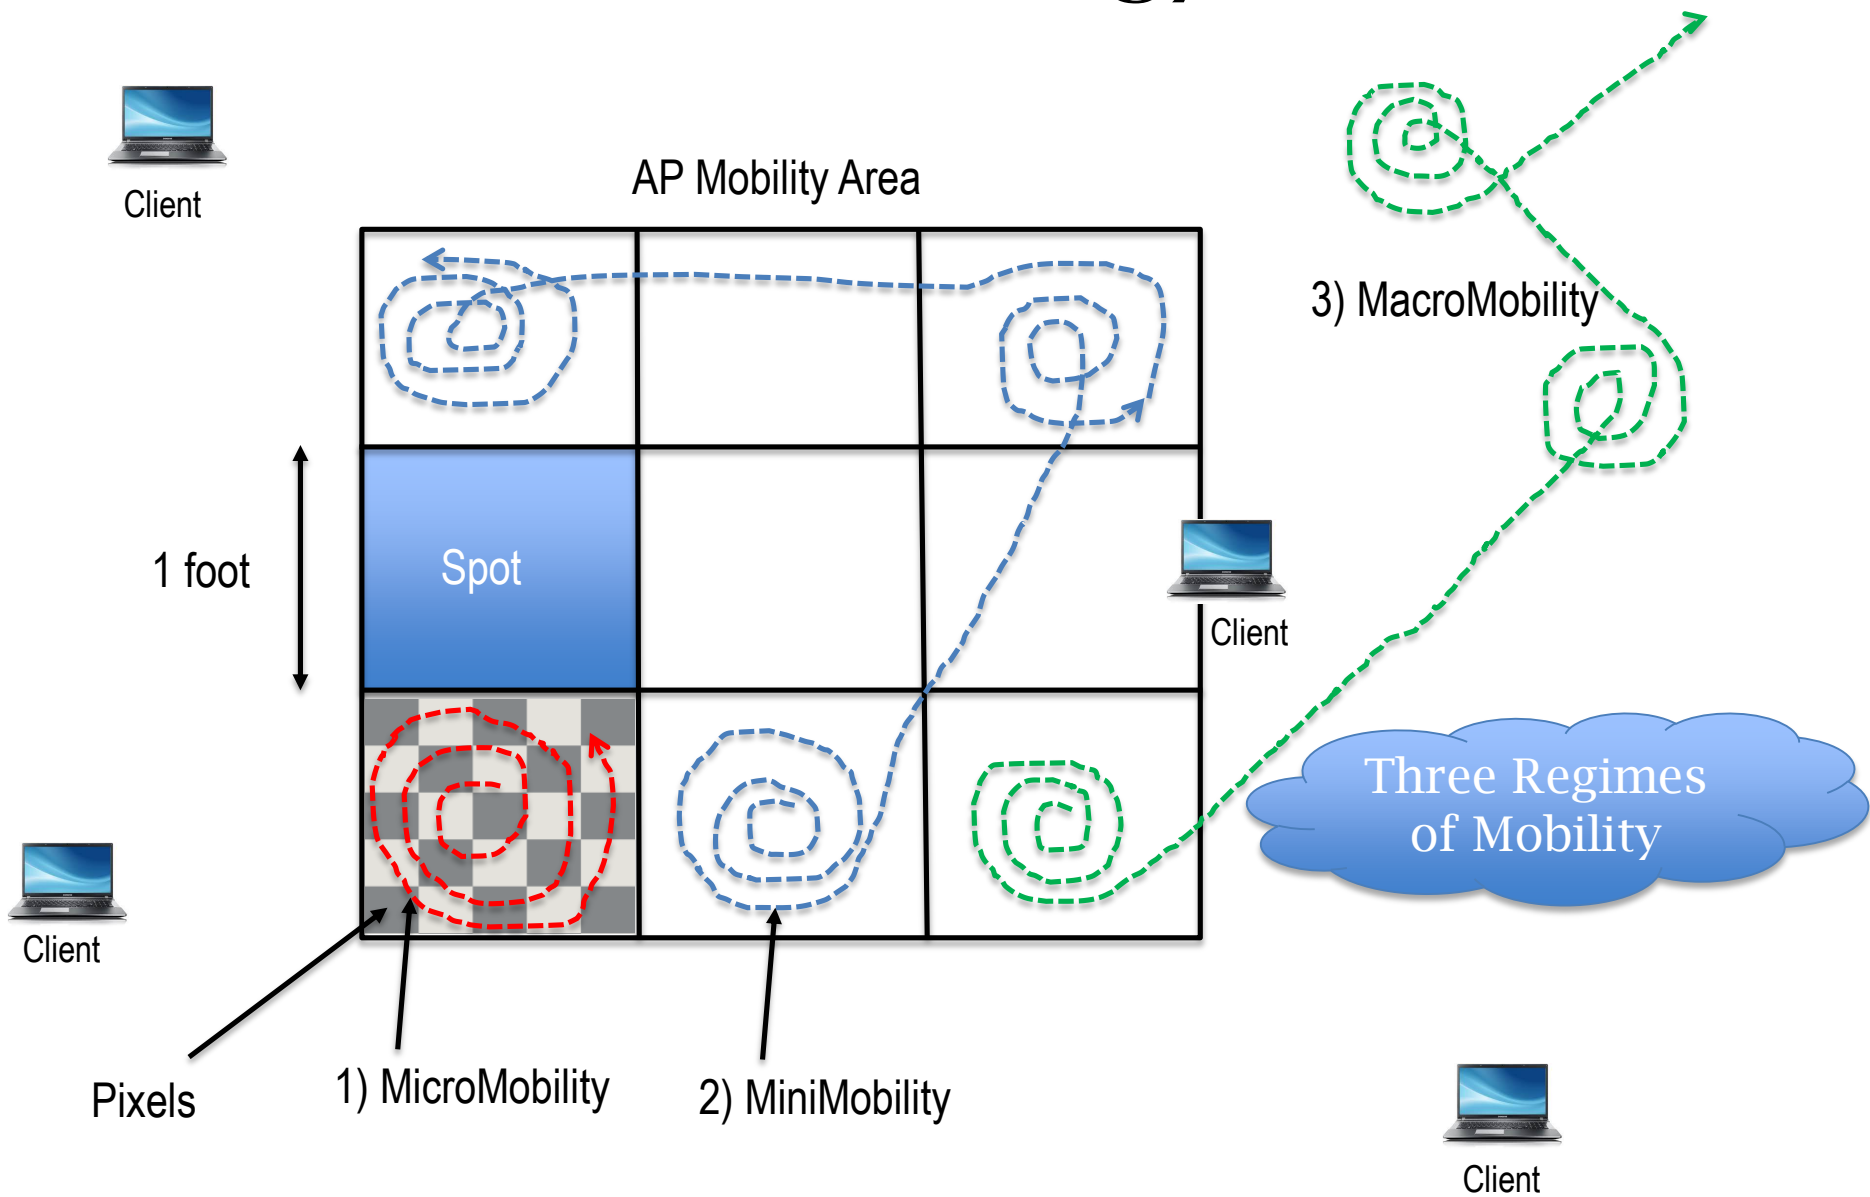 Client
AP Mobility Area
3) MacroMobility
1 foot
Spot
Client
Three Regimes
of Mobility
Client
Pixels
1) MicroMobility
2) MiniMobility
Client